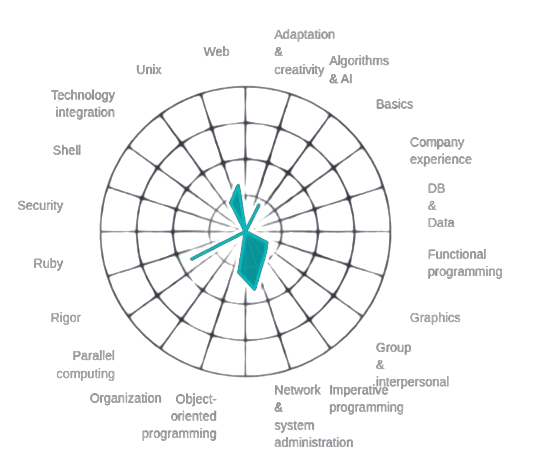 Adaptation
&
creativity
Algorithms
& AI
Basics
Company
experience
DB
&
Data
Functional
programming
Graphics
Group
&
interpersonal
Imperative
programming
Network
&
system
administration
Object-
oriented
programming
Organization
Parallel
computing
Rigor
Ruby
Security
Shell
Technology
integration
Unix
Web